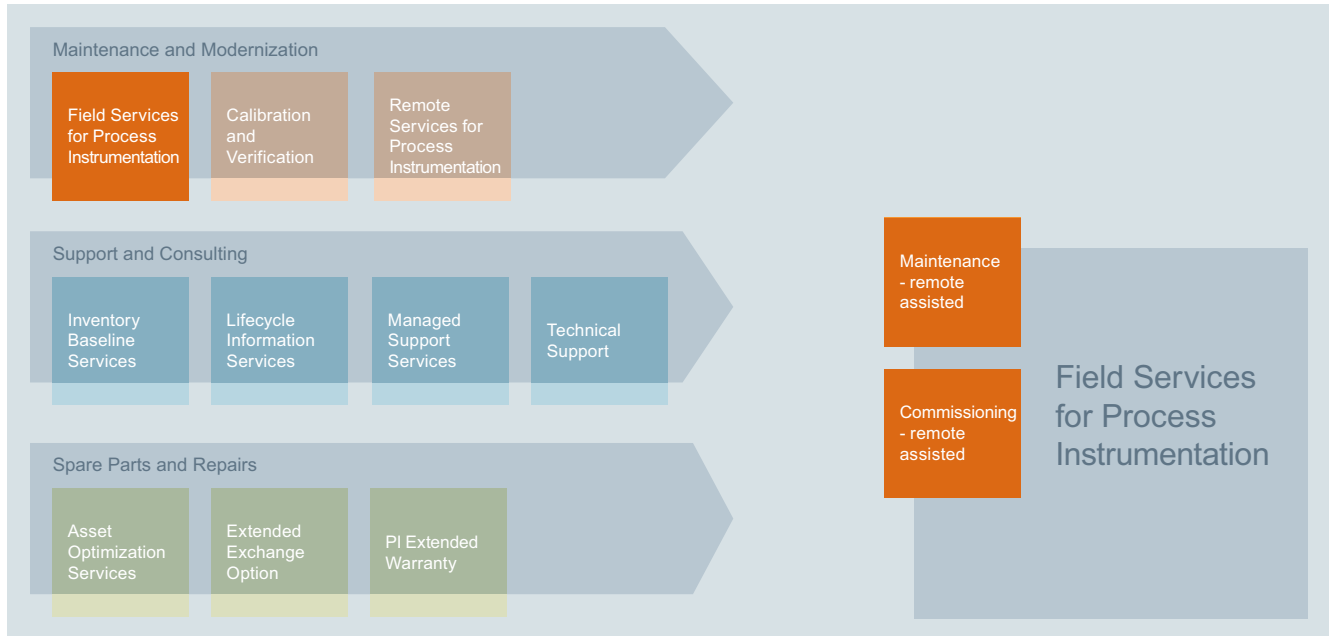 Maintenance and Modernization
Field Services
for Process
Instrumentation
Calibration
and
Verification
Remote
Services for
Process
Instrumentation
Support and Consulting
Inventory
Baseline
Services
Lifecycle
Information
Services
Managed
Support
Services
Technical
Support
Spare Parts and Repairs
Asset
Optimization
Services
Extended
Exchange
Option
PI Extended
Warranty
Maintenance
- remote
assisted
Commissioning
- remote
assisted
Field Services
for Process
Instrumentation